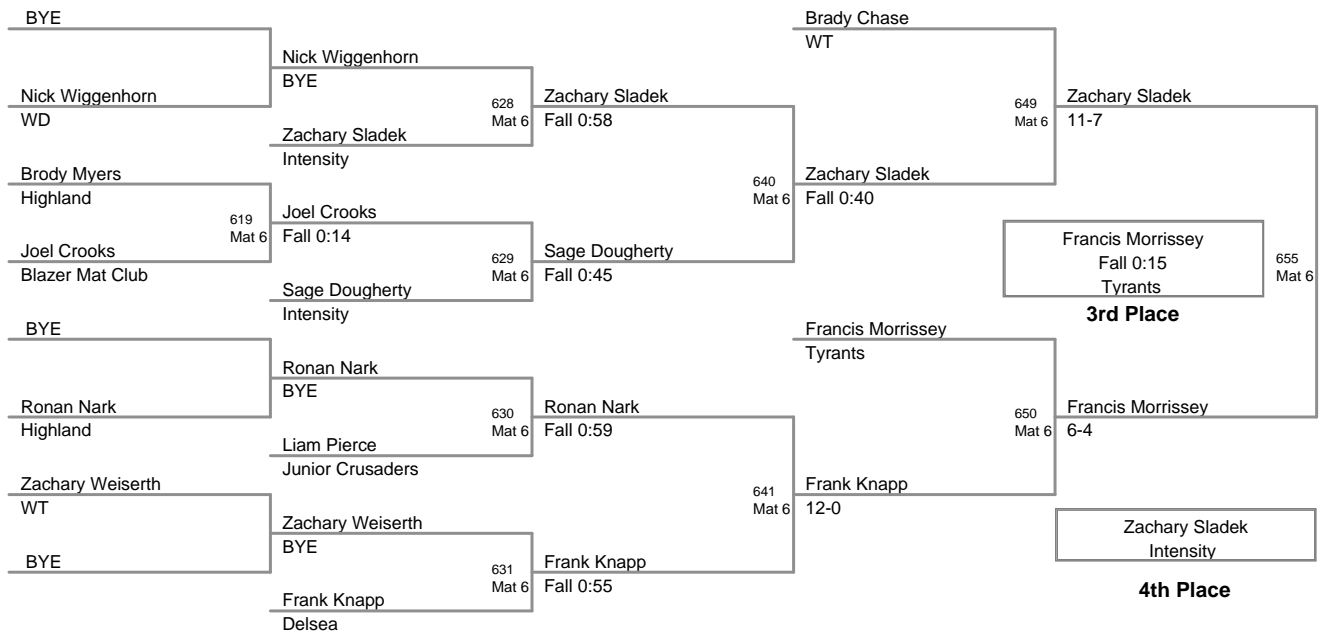 BYE
Nick Wiggenhorn
WD
Brody Myers
Highland
619
Mat 6
Joel Crooks
Blazer Mat Club
BYE
Ronan Nark
Highland
Zachary Weiserth
WT
BYE
Nick Wiggenhorn
BYE
628
Mat 6
Zachary Sladek
Intensity
Joel Crooks
Fall 0:14
629
Mat 6
Sage Dougherty
Intensity
Ronan Nark
BYE
630
Mat 6
Liam Pierce
Junior Crusaders
Zachary Weiserth
BYE
631
Mat 6
Frank Knapp
Delsea
Zachary Sladek
Fall 0:58
640
Mat 6
Sage Dougherty
Fall 0:45
Ronan Nark
Fall 0:59
641
Mat 6
Frank Knapp
Fall 0:55
Brady Chase
WT
649
Mat 6
Zachary Sladek
Fall 0:40
Francis Morrissey
Tyrants
650
Mat 6
Frank Knapp
12-0
Zachary Sladek
11-7
Francis Morrissey
Fall 0:15
Tyrants
3rd Place
655
Mat 6
Francis Morrissey
6-4
Zachary Sladek
Intensity
4th Place